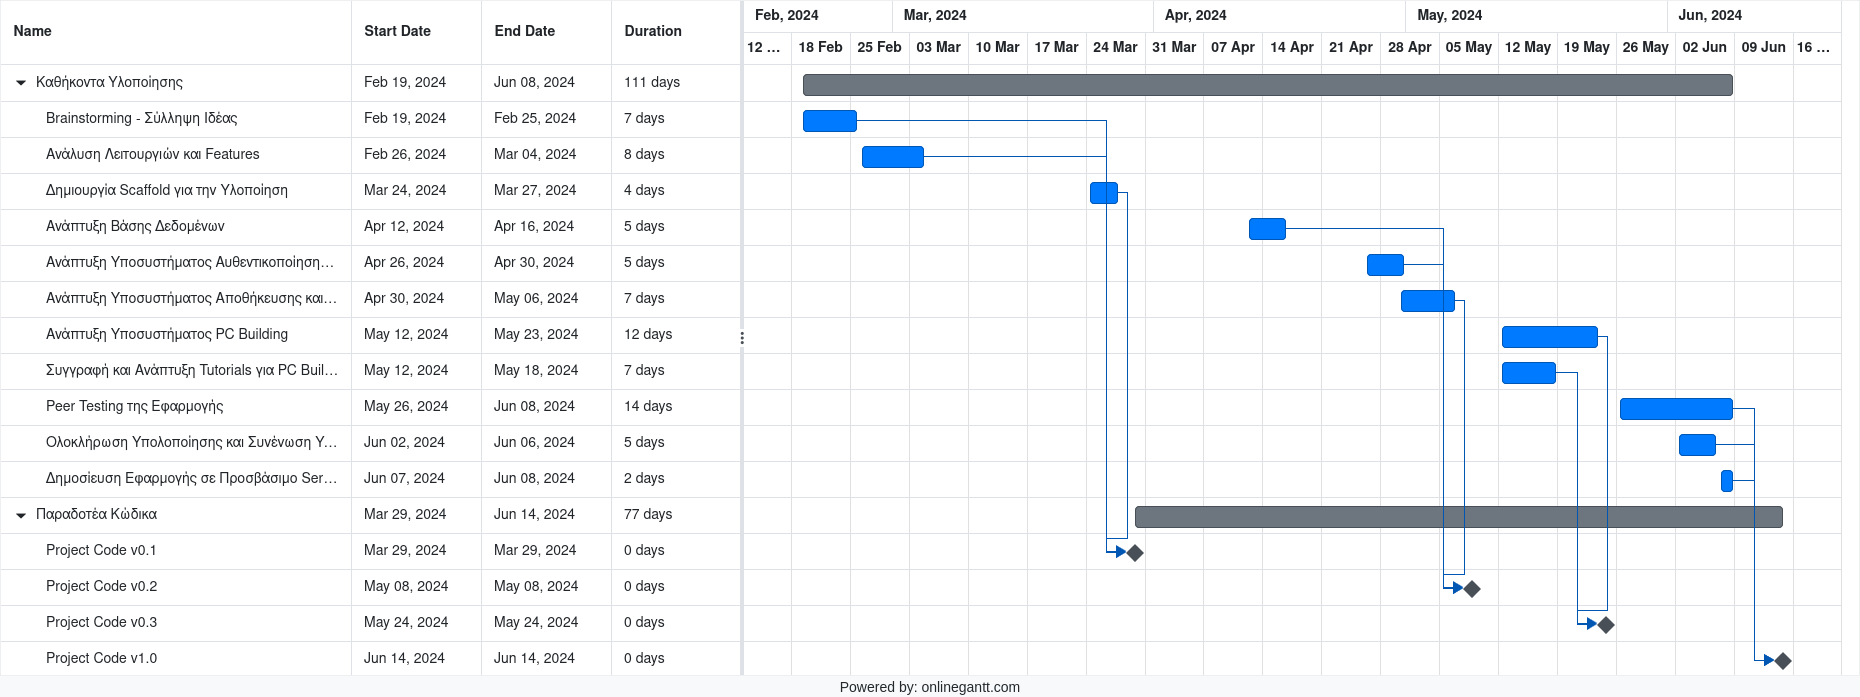 Name Start Date End Date Duration
Feb, 2024 Mar, 2024 Apr, 2024 May, 2024 Jun, 2024
12 ... 18 Feb 25 Feb 03 Mar 10 Mar 17 Mar 24 Mar 31 Mar 07 Apr 14 Apr 21 Apr 28 Apr 05 May 12 May 19 May 26 May 02 Jun 09 Jun 16 ...
Καθήκοντα Υλοποίησης Feb 19, 2024 Jun 08, 2024 111 days
Brainstorming - Σύλληψη Ιδέας Feb 19, 2024 Feb 25, 2024 7 days
Ανάλυση Λειτουργιών και Features Feb 26, 2024 Mar 04, 2024 8 days
Δημιουργία Scaffold για την Υλοποίηση Mar 24, 2024 Mar 27, 2024 4 days
Ανάπτυξη Βάσης Δεδομένων Apr 12, 2024 Apr 16, 2024 5 days
Ανάπτυξη Υποσυστήματος Αυθεντικοποίηση... Apr 26, 2024 Apr 30, 2024 5 days
Ανάπτυξη Υποσυστήματος Αποθήκευσης και... Apr 30, 2024 May 06, 2024 7 days
Ανάπτυξη Υποσυστήματος PC Building May 12, 2024 May 23, 2024 12 days
Συγγραφή και Ανάπτυξη Tutorials για PC Buil... May 12, 2024 May 18, 2024 7 days
Peer Testing της Εφαρμογής May 26, 2024 Jun 08, 2024 14 days
Ολοκλήρωση Υπολοποίησης και Συνένωση Υ... Jun 02, 2024 Jun 06, 2024 5 days
Δημοσίευση Εφαρμογής σε Προσβάσιμο Ser... Jun 07, 2024 Jun 08, 2024 2 days
Παραδοτέα Κώδικα Mar 29, 2024 Jun 14, 2024 77 days
Project Code v0.1 Mar 29, 2024 Mar 29, 2024 0 days
Project Code v0.2 May 08, 2024 May 08, 2024 0 days
Project Code v0.3 May 24, 2024 May 24, 2024 0 days
Project Code v1.0 Jun 14, 2024 Jun 14, 2024 0 days
Powered by: onlinegantt.com